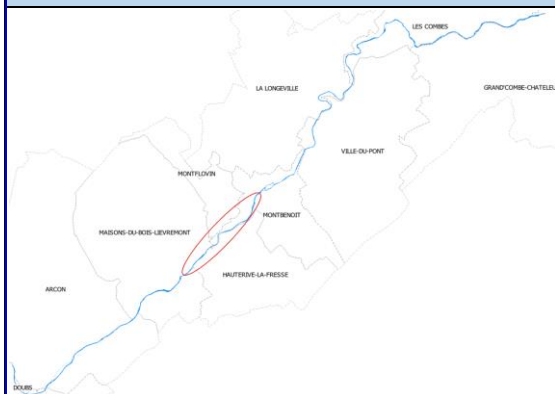 LES COMBES
LA LONGEVILLE
GRAND'COMBE-CHATELEU
VILLE-DU-PONT
MONTFLOVIN
MONTBENOIT
MAISONS-DU-BOIS-LIEVREMONT
HAUTERIVE-LA-FRESSE
ARCON
DOUBS